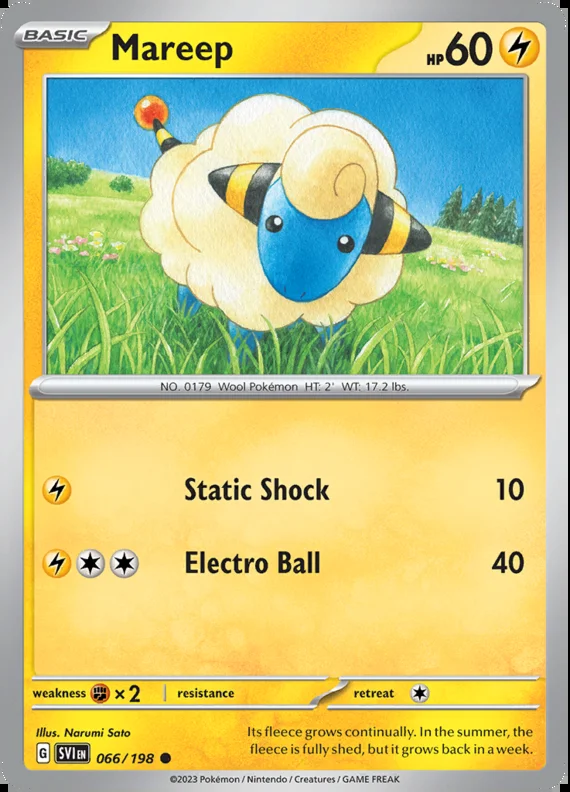 BASIC
Mareep
HP 60
NO. 0179 Wool Pokémon HT: 2' WT: 17.2 lbs.
Static Shock 10
Electro Ball 40
weakness ×2 resistance retreat
Illus. Narumi Sato
Its fleece grows continually. In the summer, the
fleece is fully shed, but it grows back in a week.
G SVI EN 066/198
©2023 Pokémon / Nintendo / Creatures / GAME FREAK